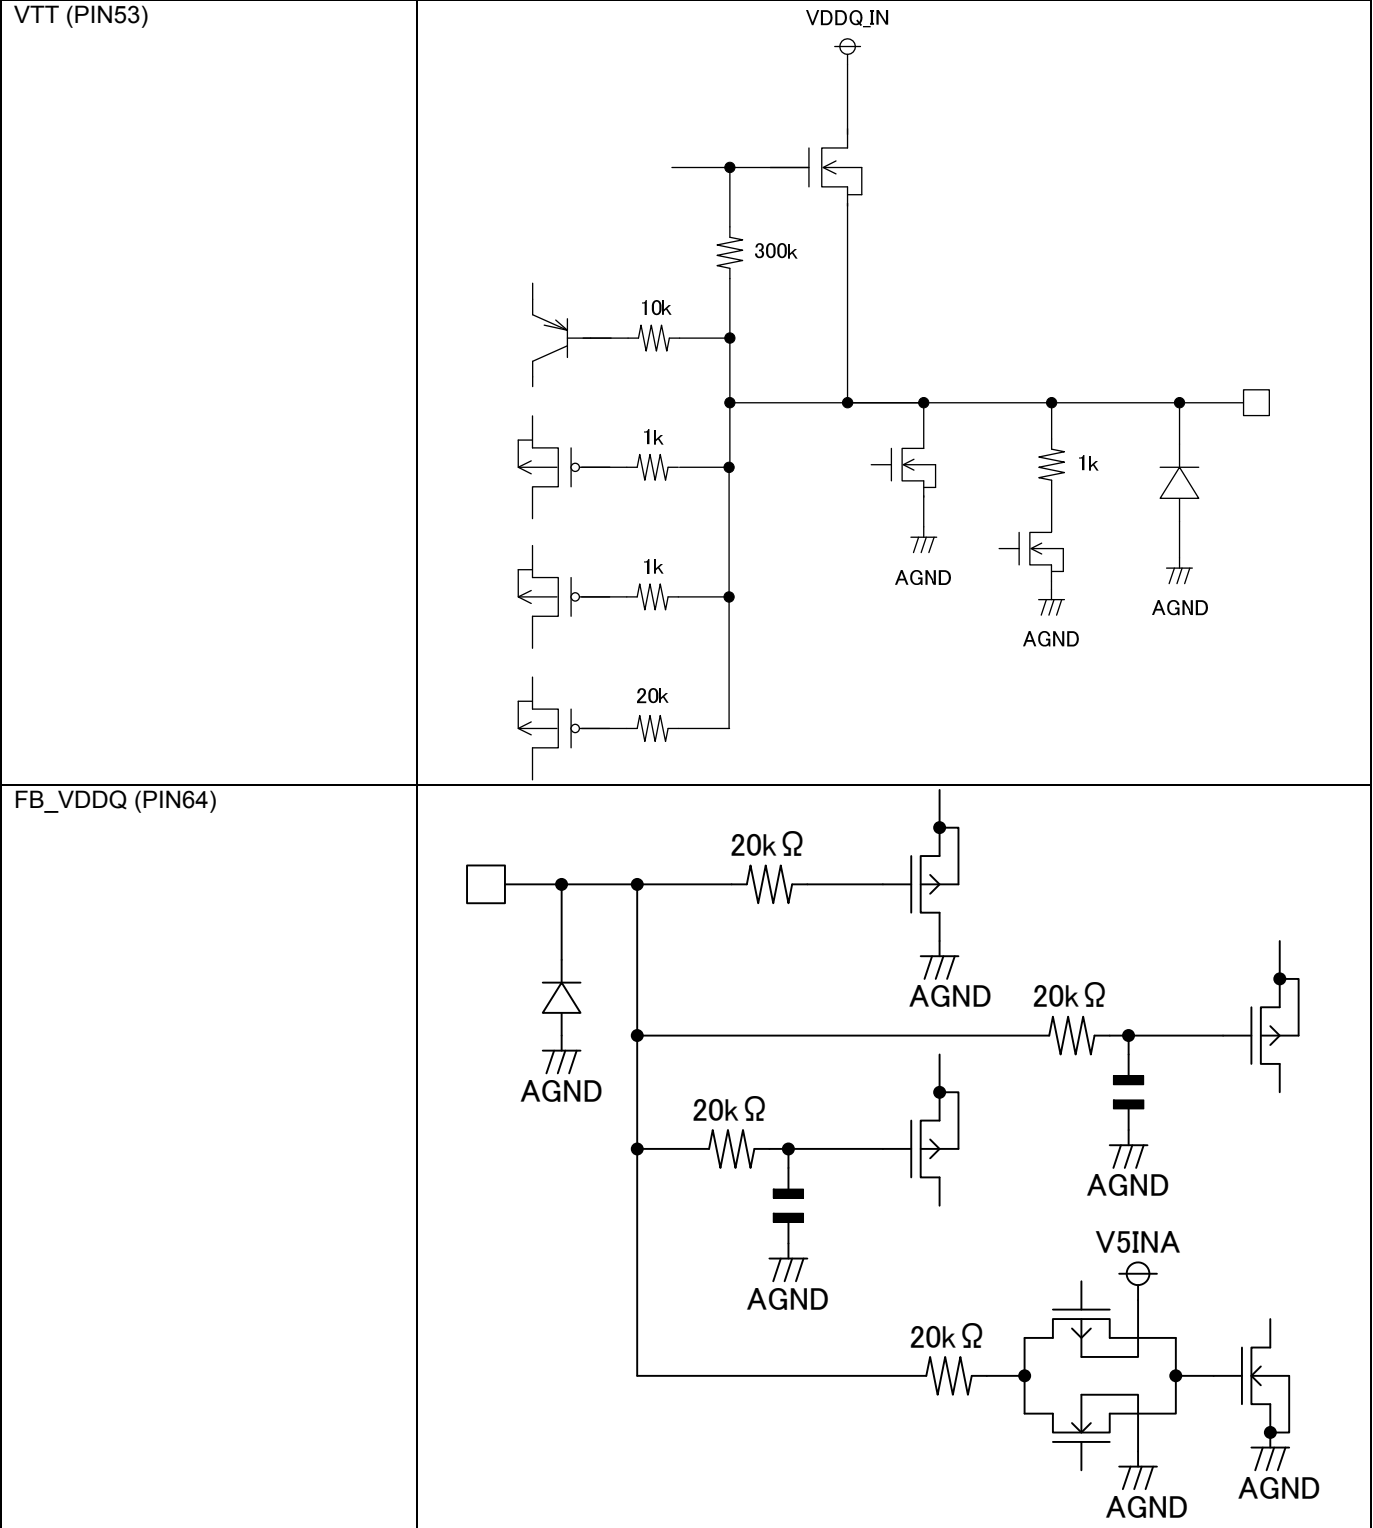 VTT (PIN53)
VDDQ_IN
300k
10k
1k
1k
1k
AGND
AGND
AGND
20k
FB_VDDQ (PIN64)
20kΩ
AGND
20kΩ
AGND
20kΩ
AGND
AGND
V5INA
20kΩ
AGND
AGND